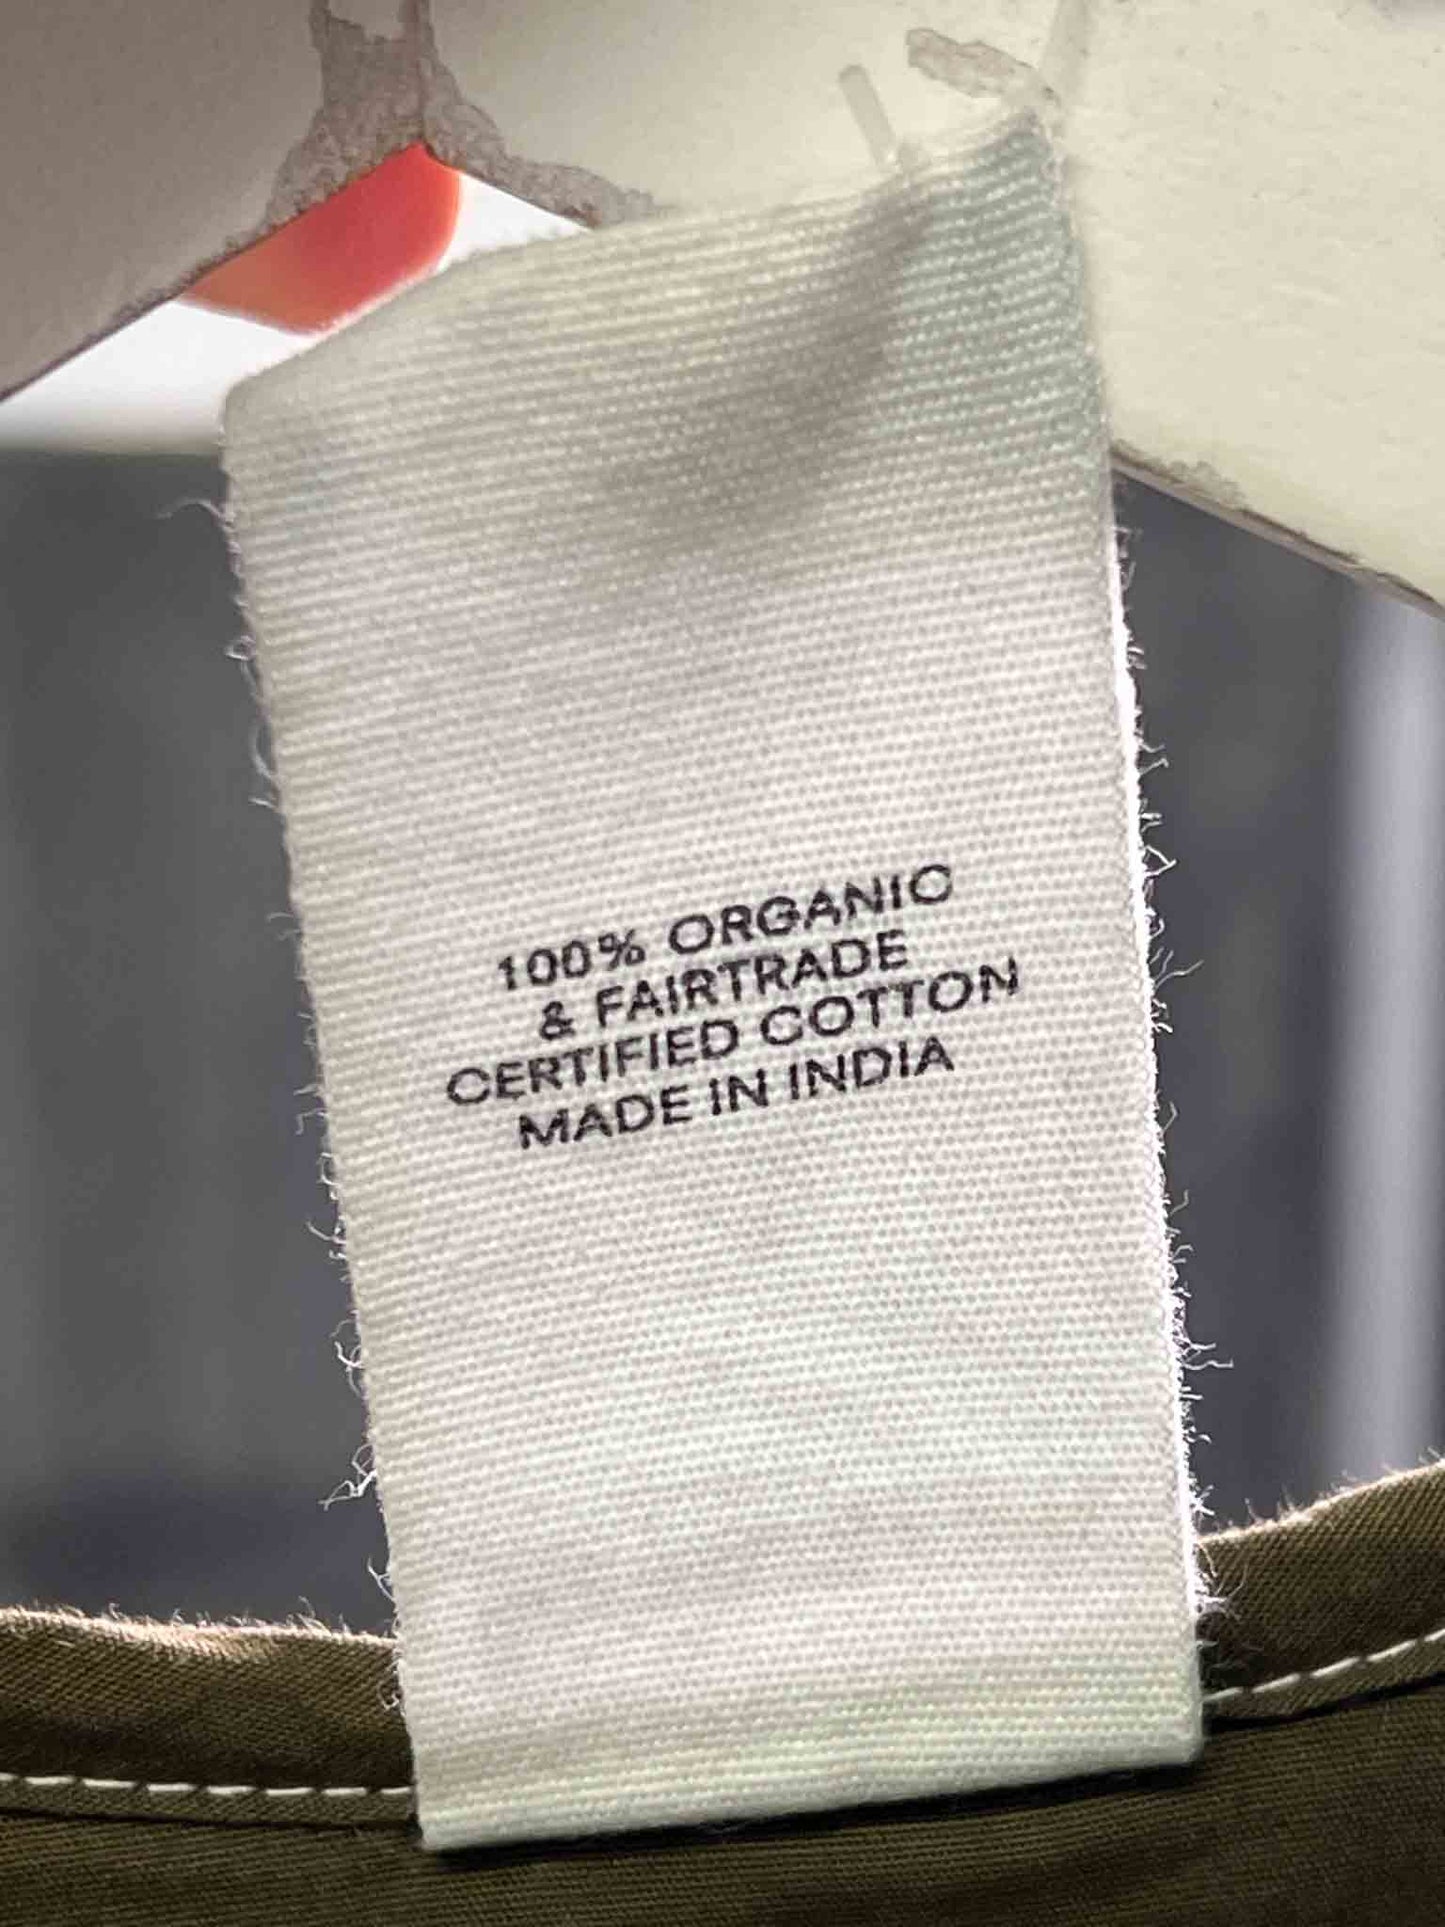 100% ORGANIC
& FAIRTRADE
CERTIFIED COTTON
MADE IN INDIA